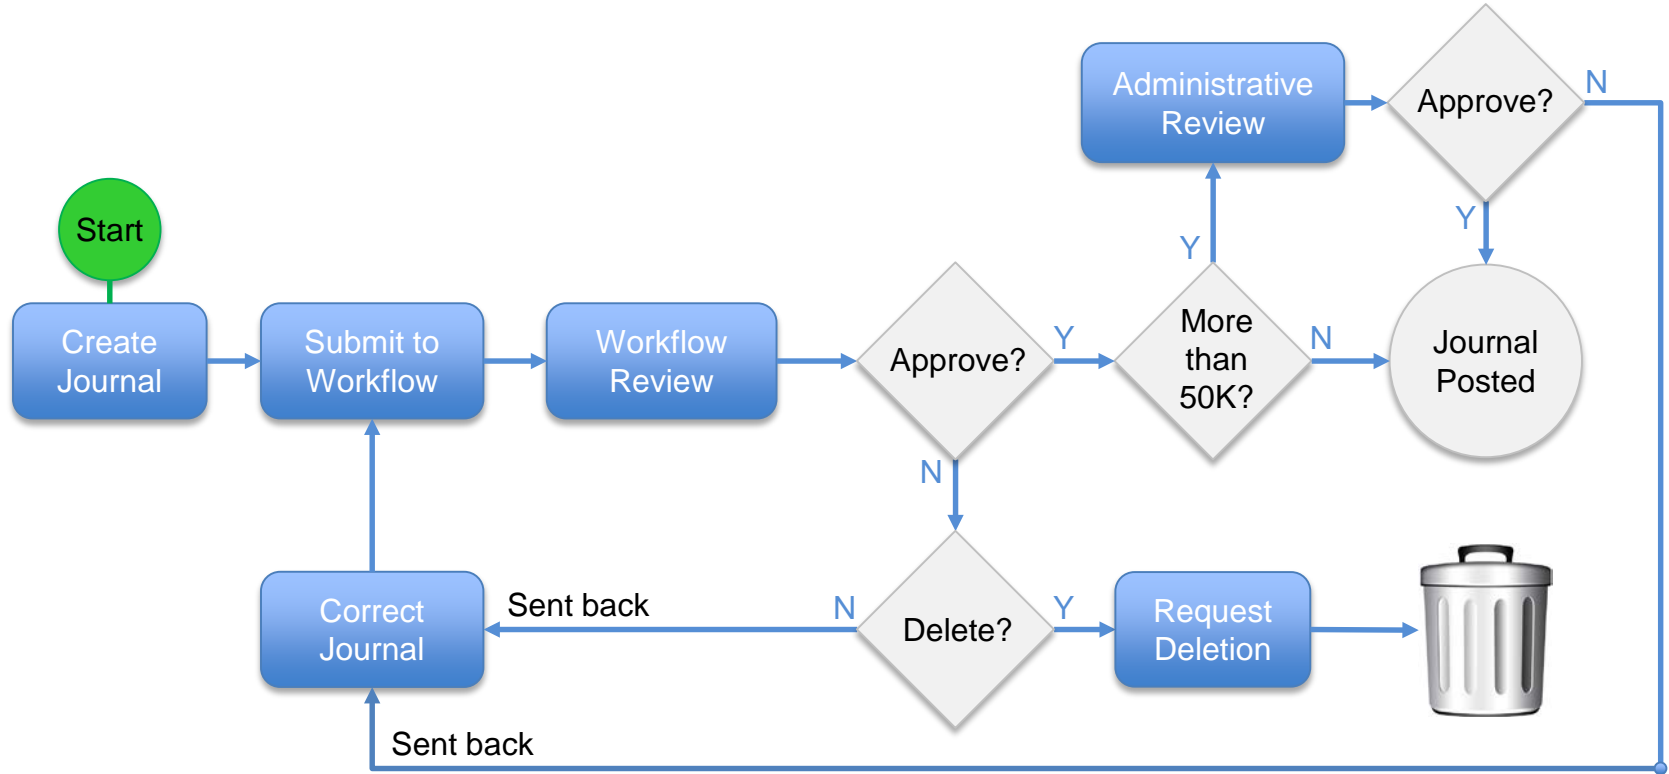 Administrative
Review
Approve?
N
Y
Start
Y
Create
Journal
Submit to
Workflow
Workflow
Review
Approve?
Y
More
than
50K?
N
Journal
Posted
N
Correct
Journal
Sent back
N
Delete?
Y
Request
Deletion
Sent back